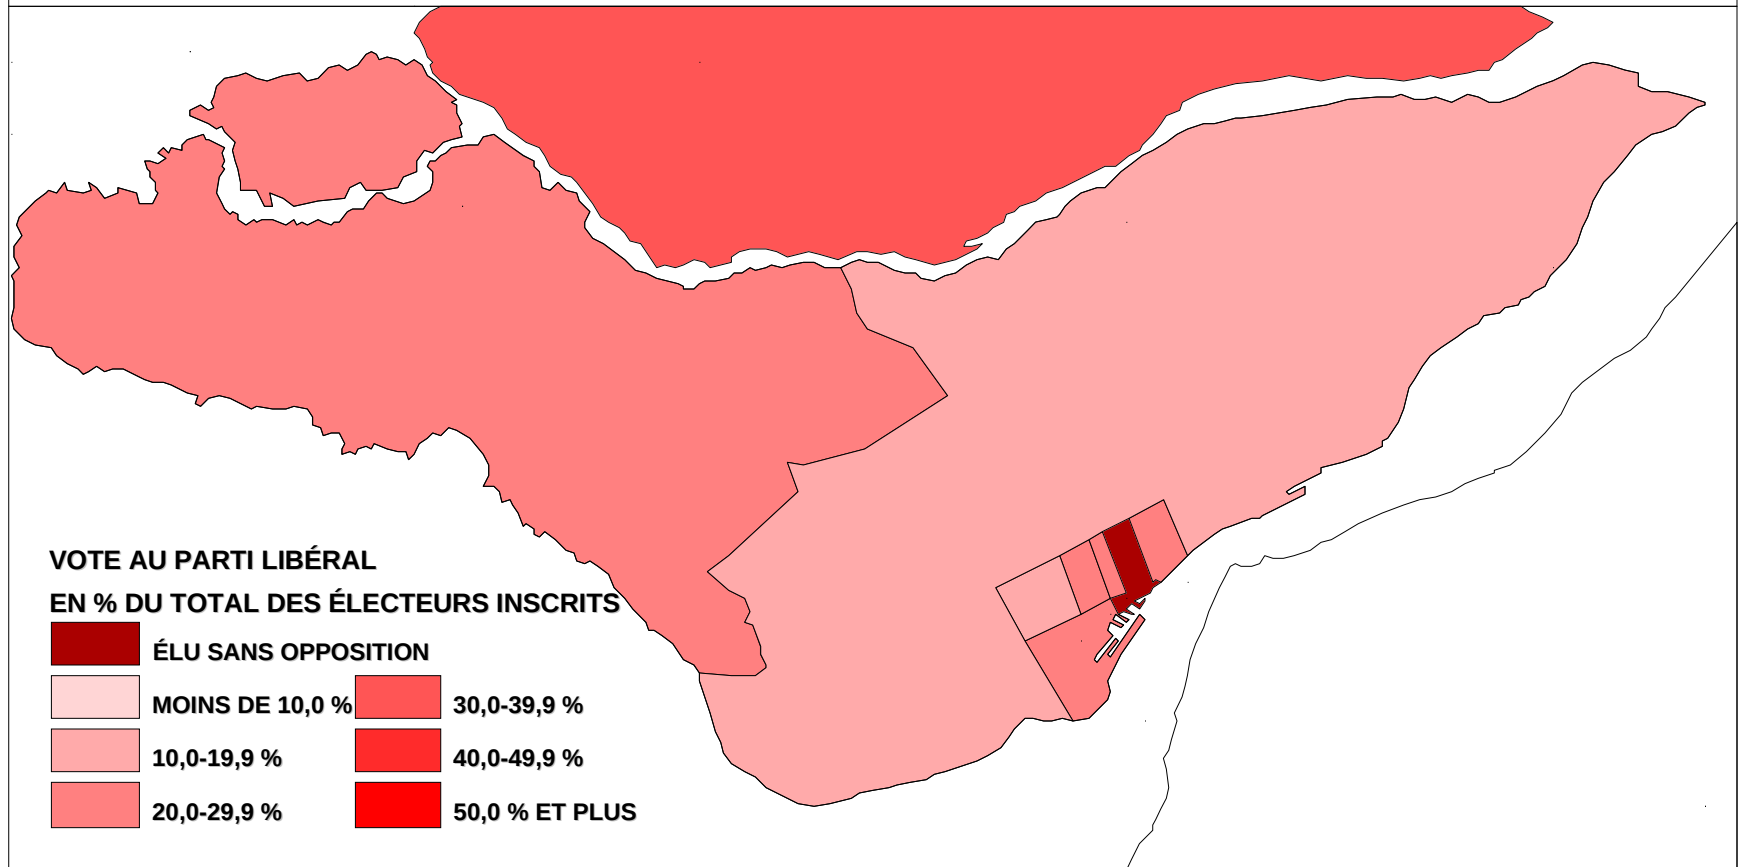 VOTE AU PARTI LIBÉRAL
EN % DU TOTAL DES ÉLECTEURS INSCRITS
ÉLU SANS OPPOSITION
MOINS DE 10,0 %
10,0-19,9 %
20,0-29,9 %
30,0-39,9 %
40,0-49,9 %
50,0 % ET PLUS